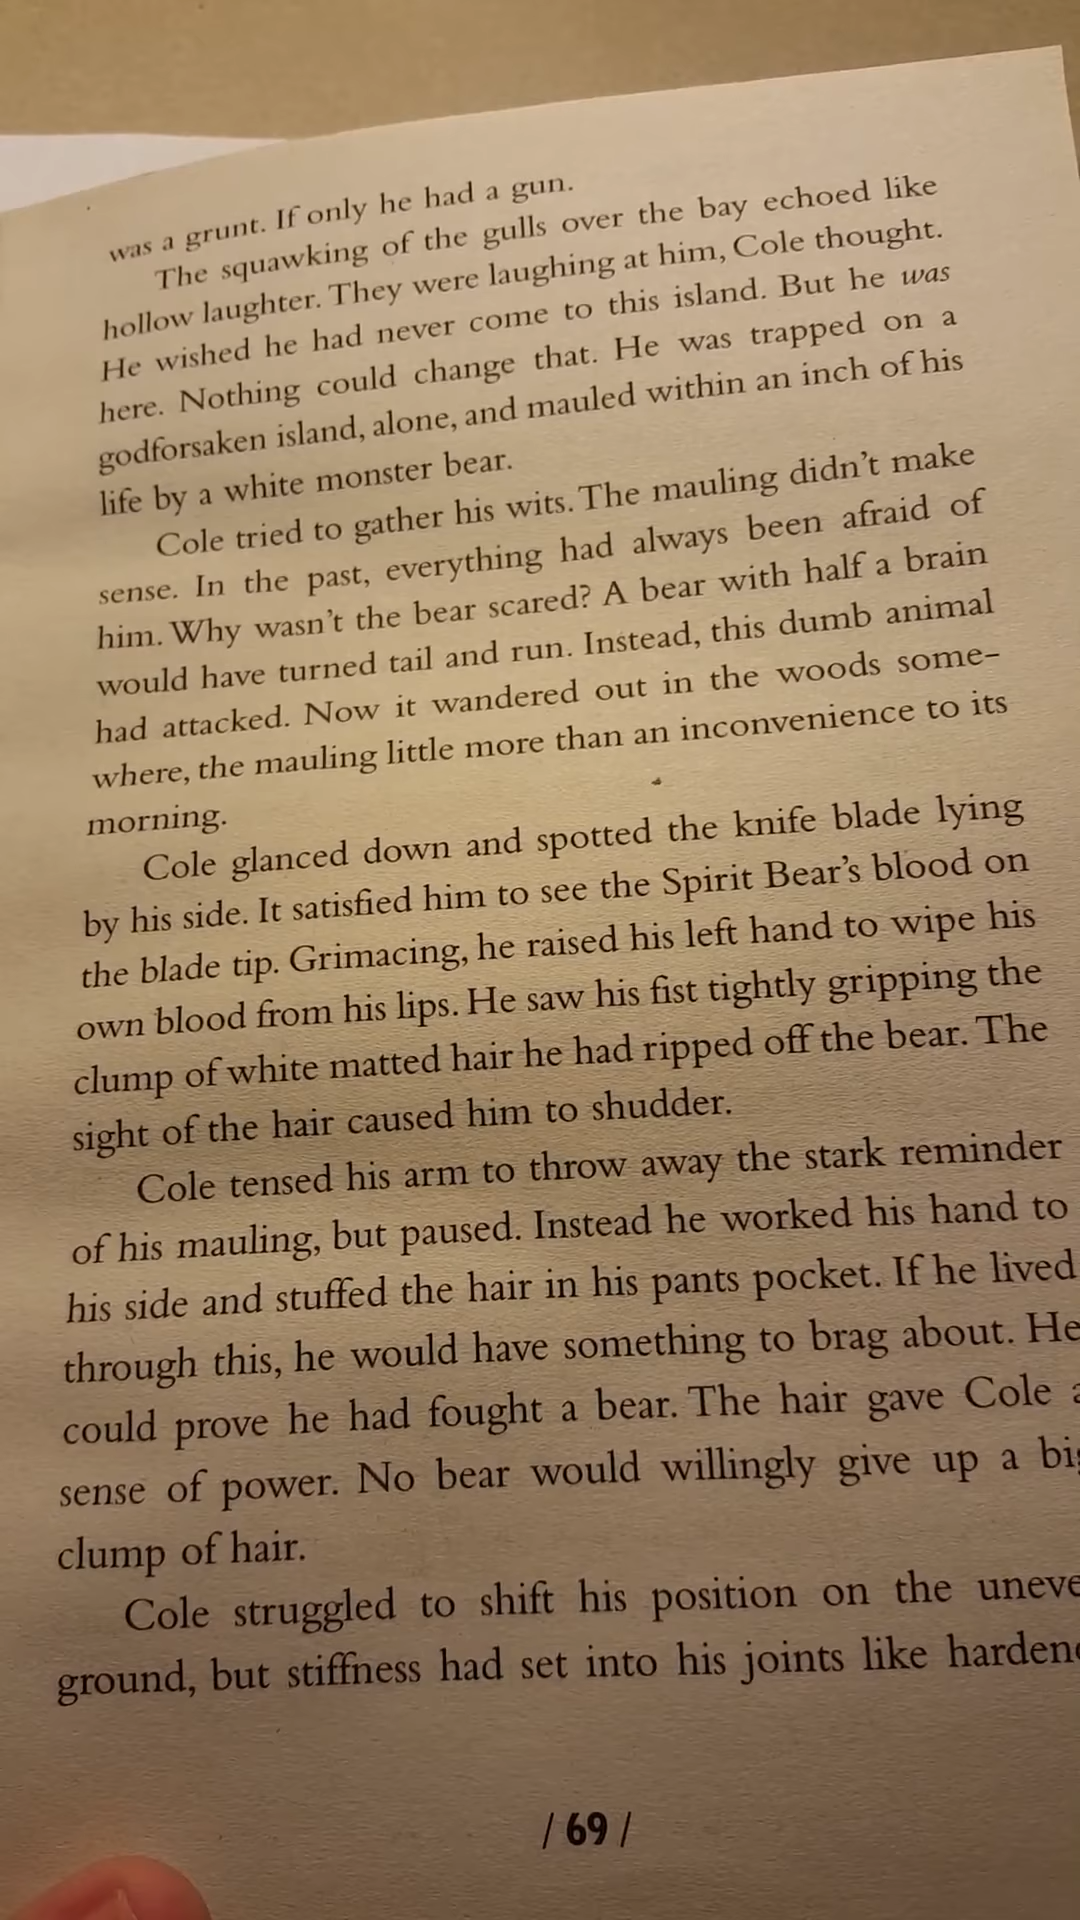 was a grunt. If only he had a gun.
The squawking of the gulls over the bay echoed like
hollow laughter. They were laughing at him, Cole thought.
He wished he had never come to this island. But he was
here. Nothing could change that. He was trapped on a
godforsaken island, alone, and mauled within an inch of his
life by a white monster bear.
Cole tried to gather his wits. The mauling didn't make
sense. In the past, everything had always been afraid of
him. Why wasn't the bear scared? A bear with half a brain
would have turned tail and run. Instead, this dumb animal
had attacked. Now it wandered out in the woods some-
where, the mauling little more than an inconvenience to its
morning.
Cole glanced down and spotted the knife blade lying
by his side. It satisfied him to see the Spirit Bear's blood on
the blade tip. Grimacing, he raised his left hand to wipe his
own blood from his lips. He saw his fist tightly gripping the
clump of white matted hair he had ripped off the bear. The
sight of the hair caused him to shudder.
Cole tensed his arm to throw away the stark reminder
of his mauling, but paused. Instead he worked his hand to
his side and stuffed the hair in his pants pocket. If he lived
through this, he would have something to brag about. He
could prove he had fought a bear. The hair gave Cole
sense of power. No bear would willingly give up a
clump of hair.
Cole struggled to shift his position on the
ground, but stiffness had set into his joints like
/ 69 /